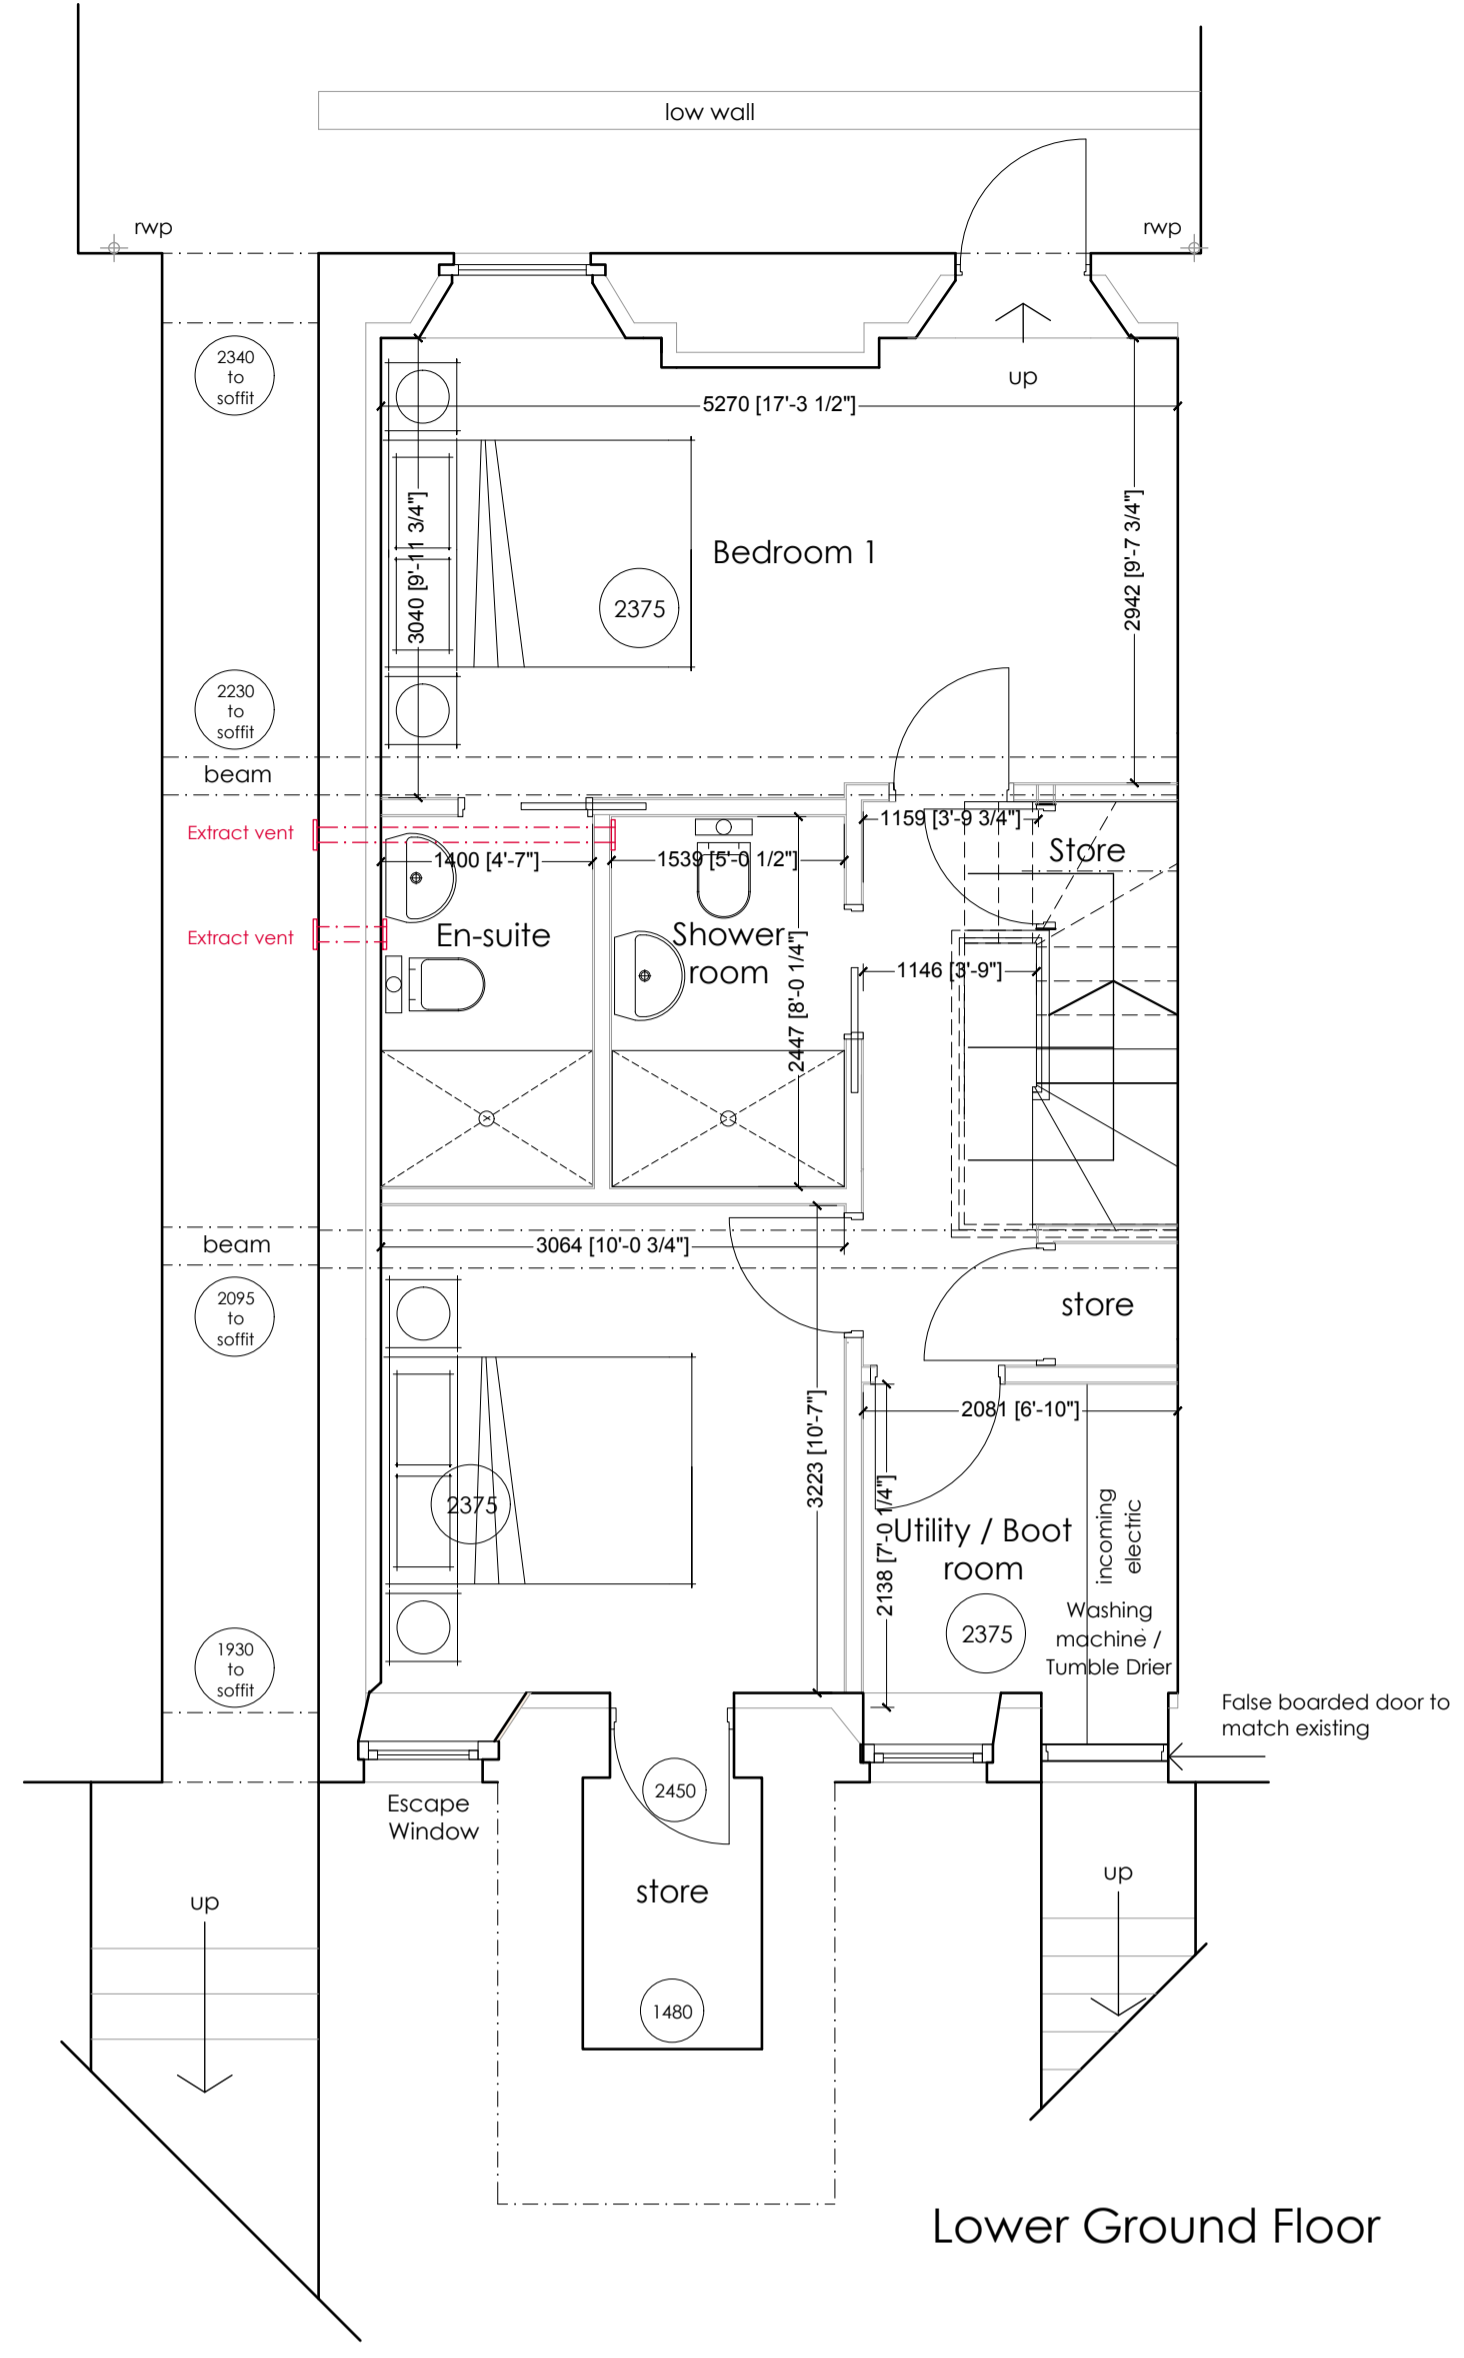 low wall
rwp
rwp
2340
to
soffit
up
5270 [17'-3 1/2"]
3040 [9'-11 3/4"]
2942 [9'-7 3/4"]
Bedroom 1
2375
2230
to
soffit
beam
Extract vent
1159 [3'-9 3/4"]
Store
1400 [4'-7"]
1539 [5'-0 1/2"]
Extract vent
En-suite
Shower
room
2447 [8'-0 1/4"]
1146 [3'-9"]
beam
3064 [10'-0 3/4"]
2095
to
soffit
store
3223 [10'-7"]
2081 [6'-10"]
2375
2138 [7'-0 1/4"]
Utility / Boot
room
incoming
electric
2375
Washing
machine /
Tumble Drier
1930
to
soffit
False boarded door to
match existing
Escape
Window
2450
store
up
up
1480
Lower Ground Floor